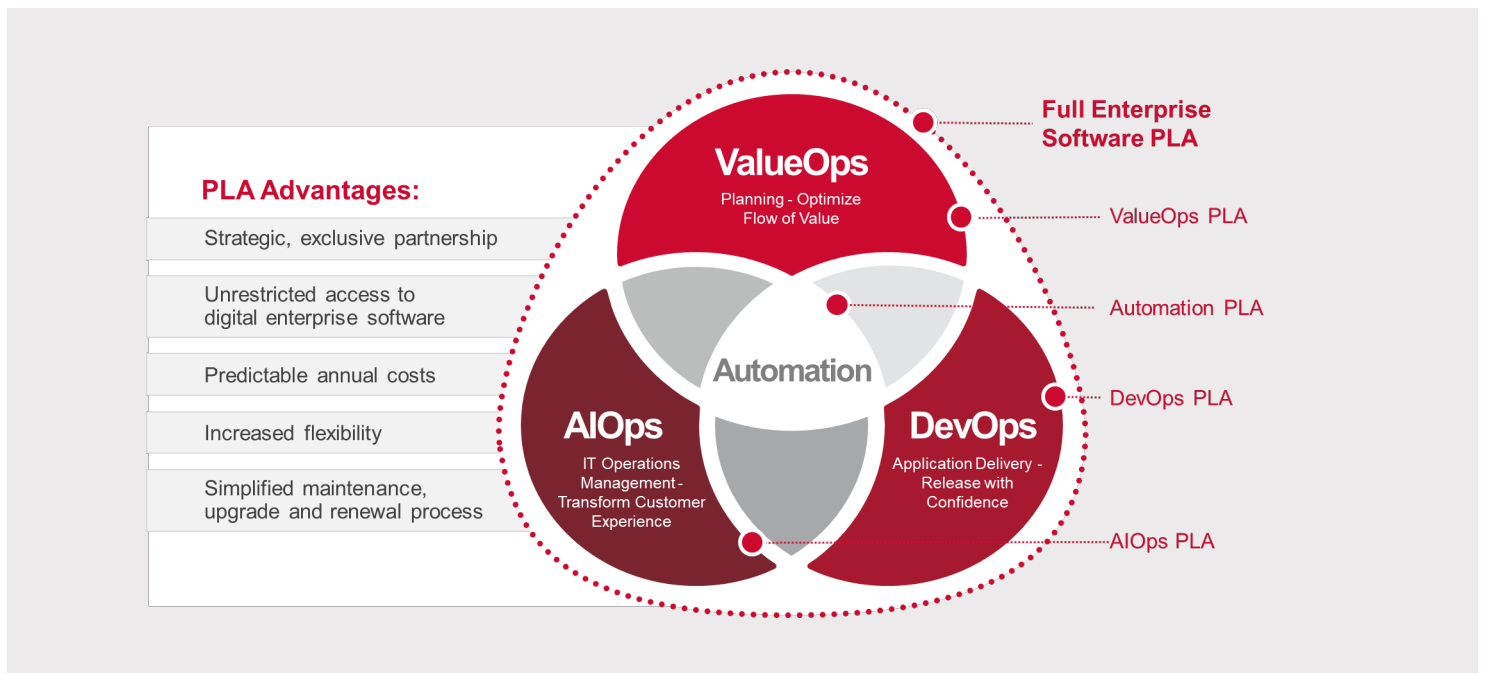 PLA Advantages:
Strategic, exclusive partnership
Unrestricted access to
digital enterprise software
Predictable annual costs
Increased flexibility
Simplified maintenance,
upgrade and renewal process
ValueOps
Planning - Optimize
Flow of Value
Automation
AIOps
IT Operations
Management -
Transform Customer
Experience
DevOps
Application Delivery -
Release with
Confidence
Full Enterprise
Software PLA
ValueOps PLA
Automation PLA
DevOps PLA
AIOps PLA